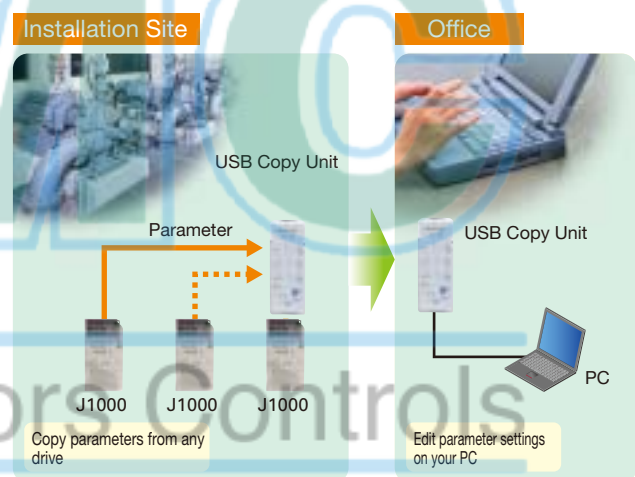 Installation Site
Office
USB Copy Unit
Parameter
USB Copy Unit
PC
J1000
J1000
J1000
Copy parameters from any
drive
Edit parameter settings
on your PC
ors Controls